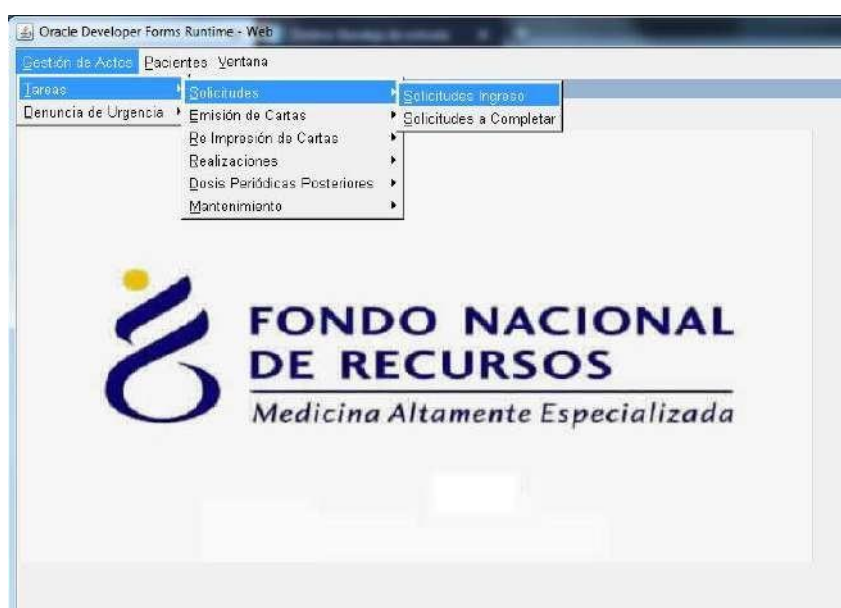 Oracle Developer Forms Runtime - Web
Gestión de Actos Pacientes Ventana
Tareas
Denuncia de Urgencia
Solicitudes
Emisión de Cartas
Re Impresión de Cartas
Realizaciones
Dosis Periódicas Posteriores
Mantenimiento
Solicitudes Ingreso
Solicitudes a Completar
FONDO NACIONAL
DE RECURSOS
Medicina Altamente Especializada